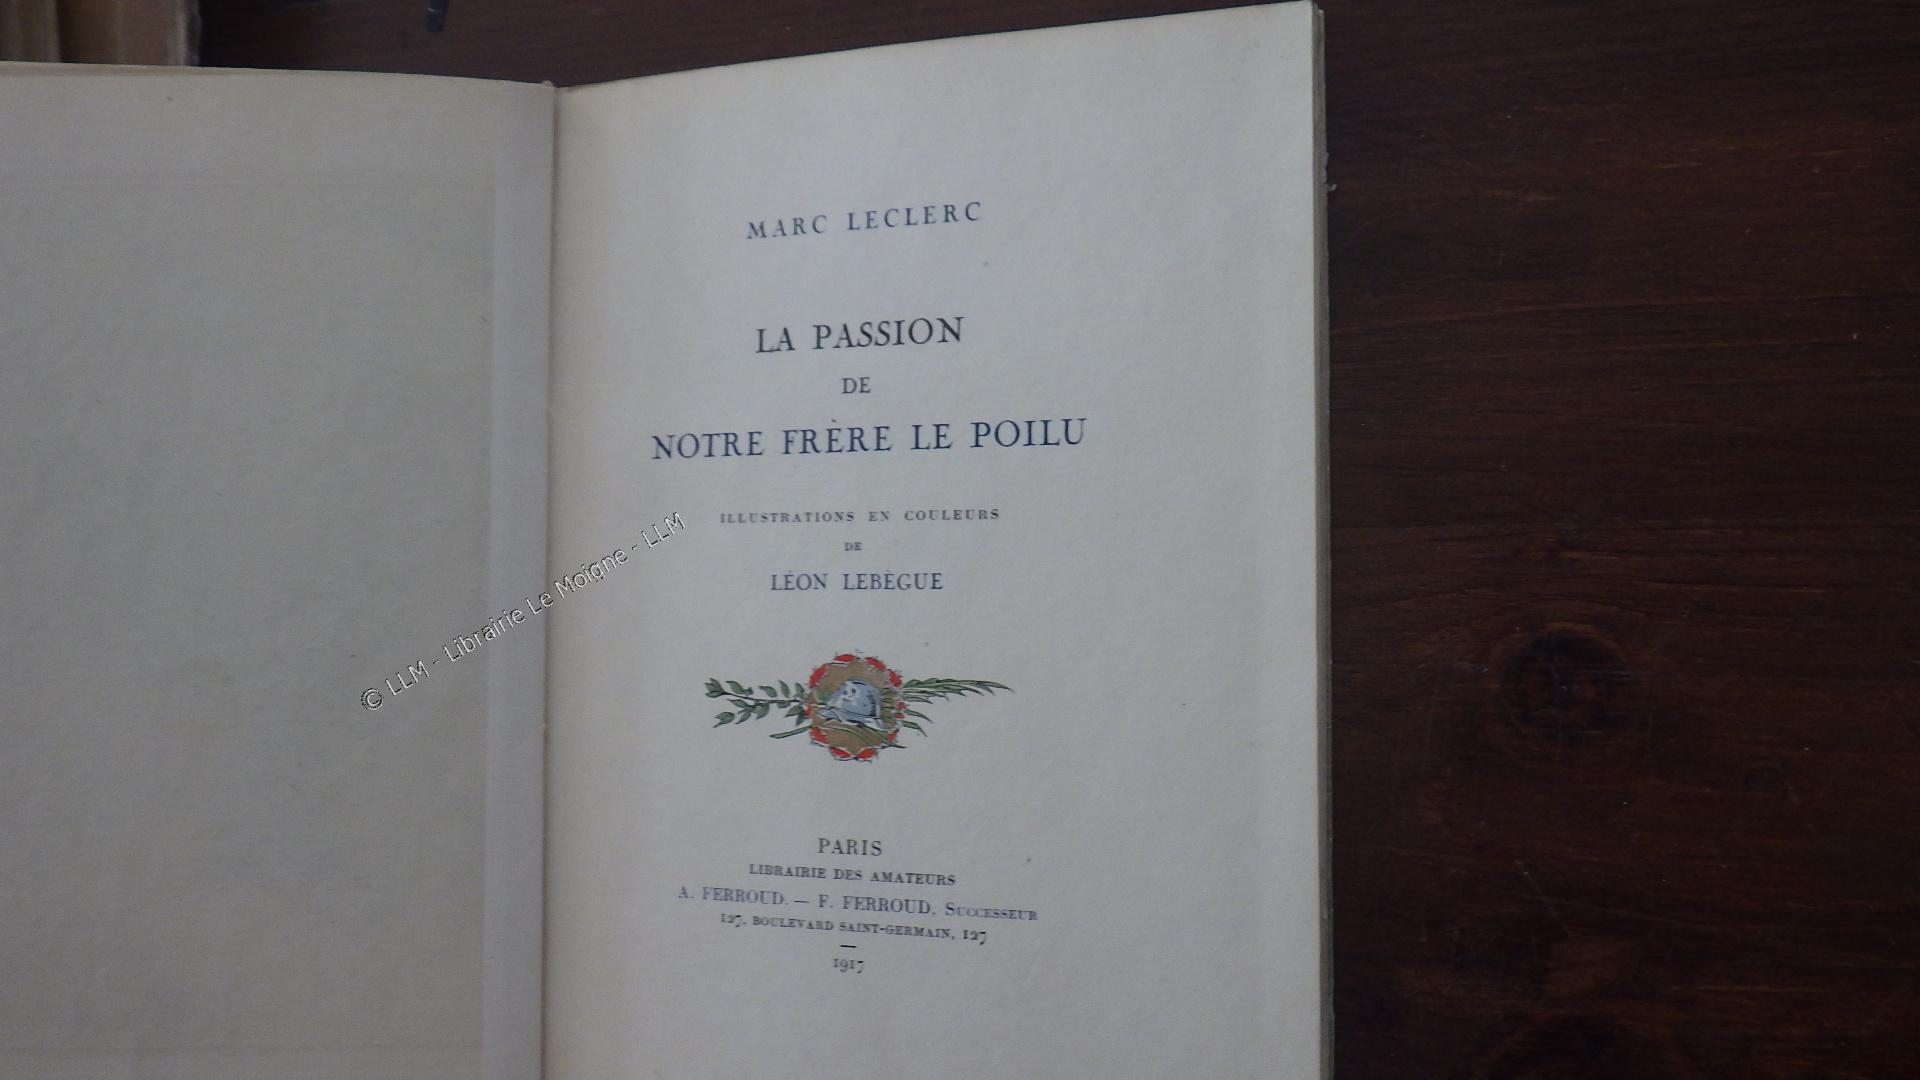 MARC LECLERC
LA PASSION
DE
NOTRE FRÈRE LE POILU
ILLUSTRATIONS EN COULEURS
DE
LÉON LEBÈGUE
PARIS
LIBRAIRIE DES AMATEURS
A. FERROUD. — F. FERROUD, Successeur
127, BOULEVARD SAINT-GERMAIN, 127
1917
© LLM - Librairie Le Moigne - LLM